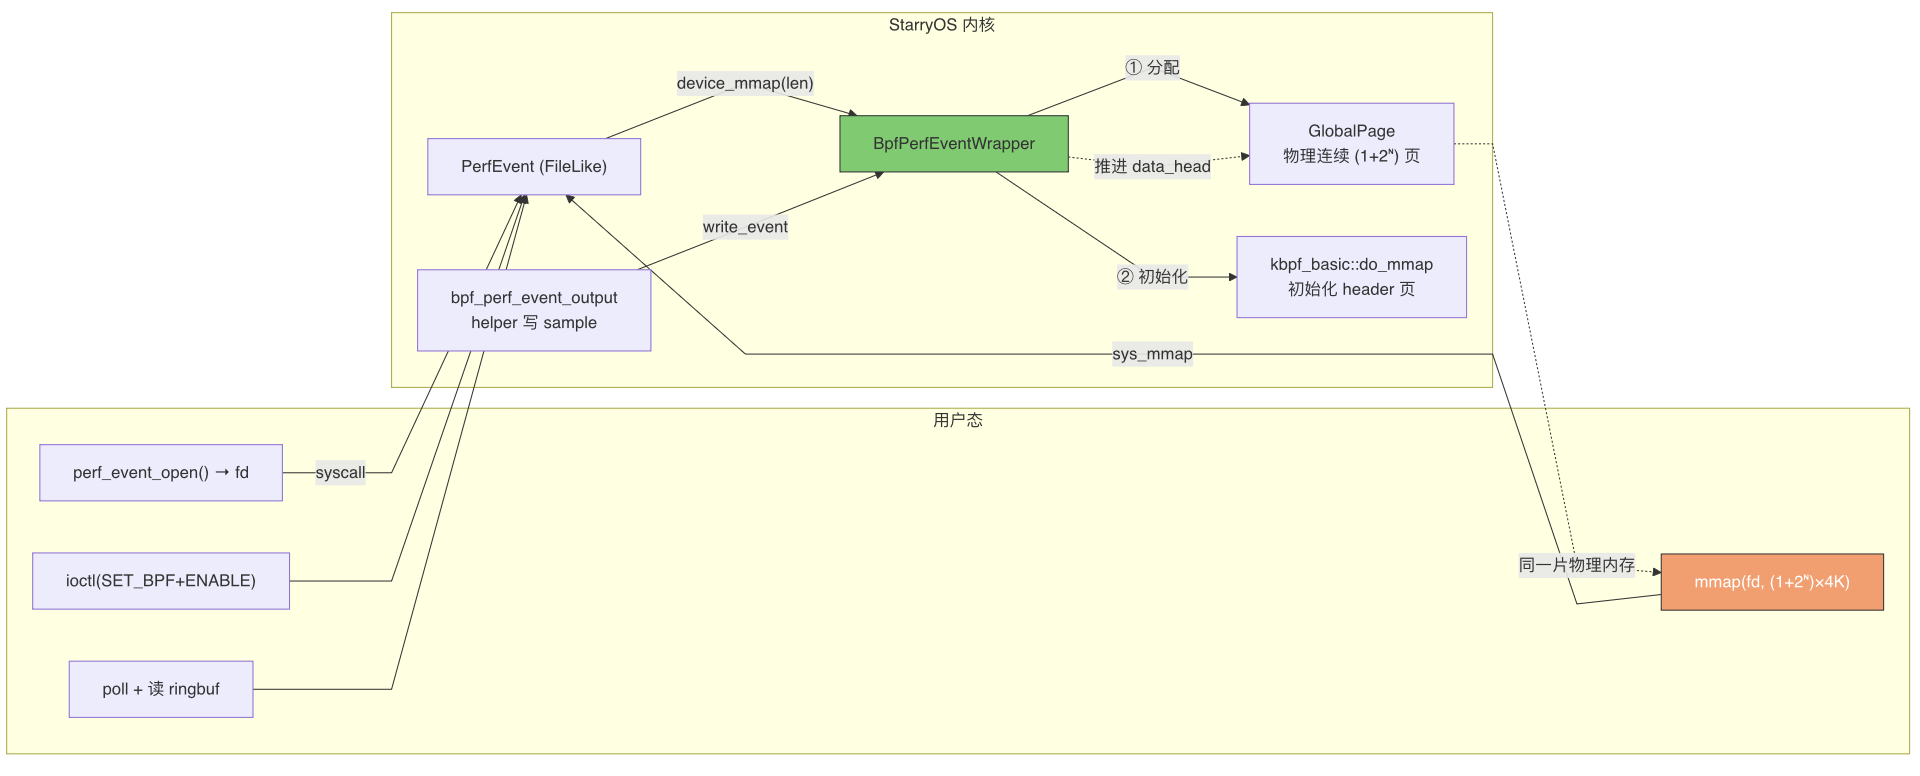 StarryOS 内核
device_mmap(len)
① 分配
PerfEvent (FileLike)
BpfPerfEventWrapper
GlobalPage
物理连续 (1+2ᴺ) 页
推进 data_head
write_event
bpf_perf_event_output
helper 写 sample
② 初始化
kbpf_basic::do_mmap
初始化 header 页
sys_mmap
用户态
perf_event_open() → fd
syscall
ioctl(SET_BPF+ENABLE)
同一片物理内存
mmap(fd, (1+2ᴺ)×4K)
poll + 读 ringbuf